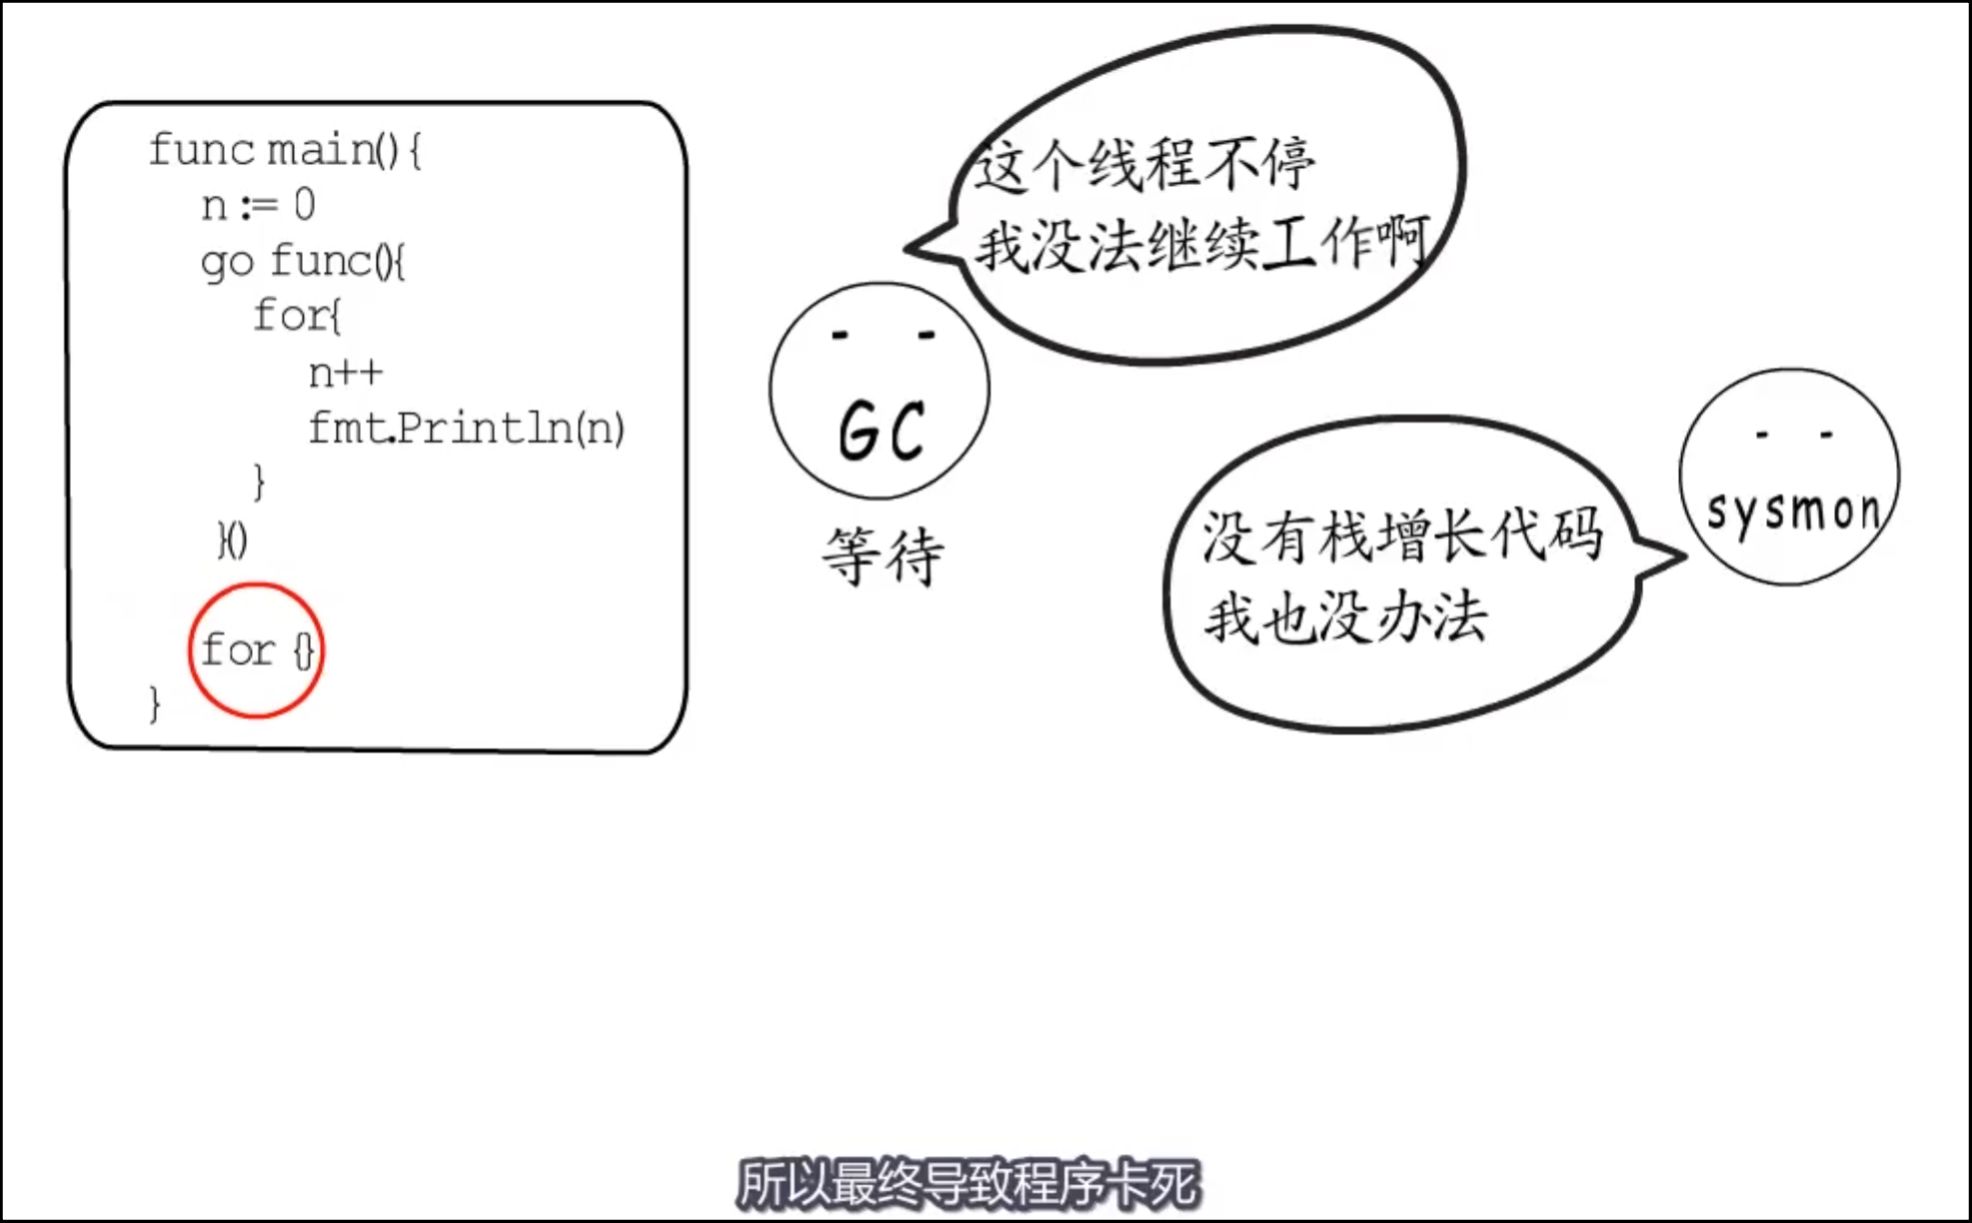 func main() {
n := 0
go func(){
for{
n++
fmt.Println(n)
}
}()
for {}
}
这个线程不停
我没法继续工作啊
GC
等待
没有栈增长代码
我也没办法
sysmon
所以最终导致程序卡死